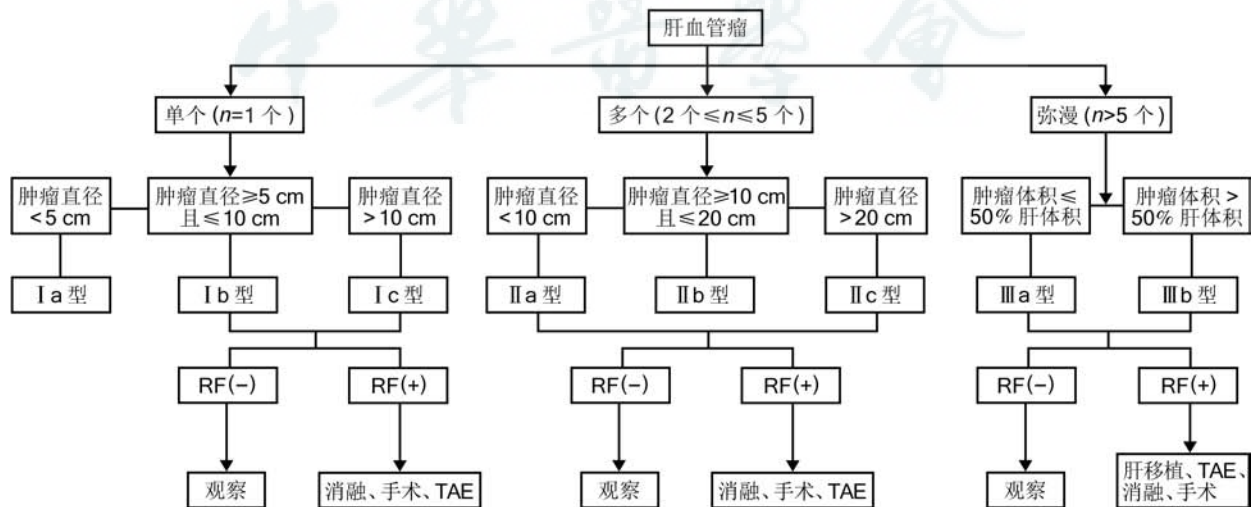 中華醫學會
肝血管瘤
单个(n=1 个)
多个(2 个≤n≤5 个)
弥漫(n>5 个)
肿瘤直径
<5 cm
肿瘤直径≥5 cm
且≤10 cm
肿瘤直径
>10 cm
肿瘤直径
<10 cm
肿瘤直径≥10 cm
且≤20 cm
肿瘤直径
>20 cm
肿瘤体积≤
50% 肝体积
肿瘤体积>
50% 肝体积
Ⅰa 型
Ⅰb 型
Ⅰc 型
Ⅱa 型
Ⅱb 型
Ⅱc 型
Ⅲa 型
Ⅲb 型
RF(-)
RF(+)
RF(-)
RF(+)
RF(-)
RF(+)
观察
消融、手术、TAE
观察
消融、手术、TAE
观察
肝移植、TAE、
消融、手术